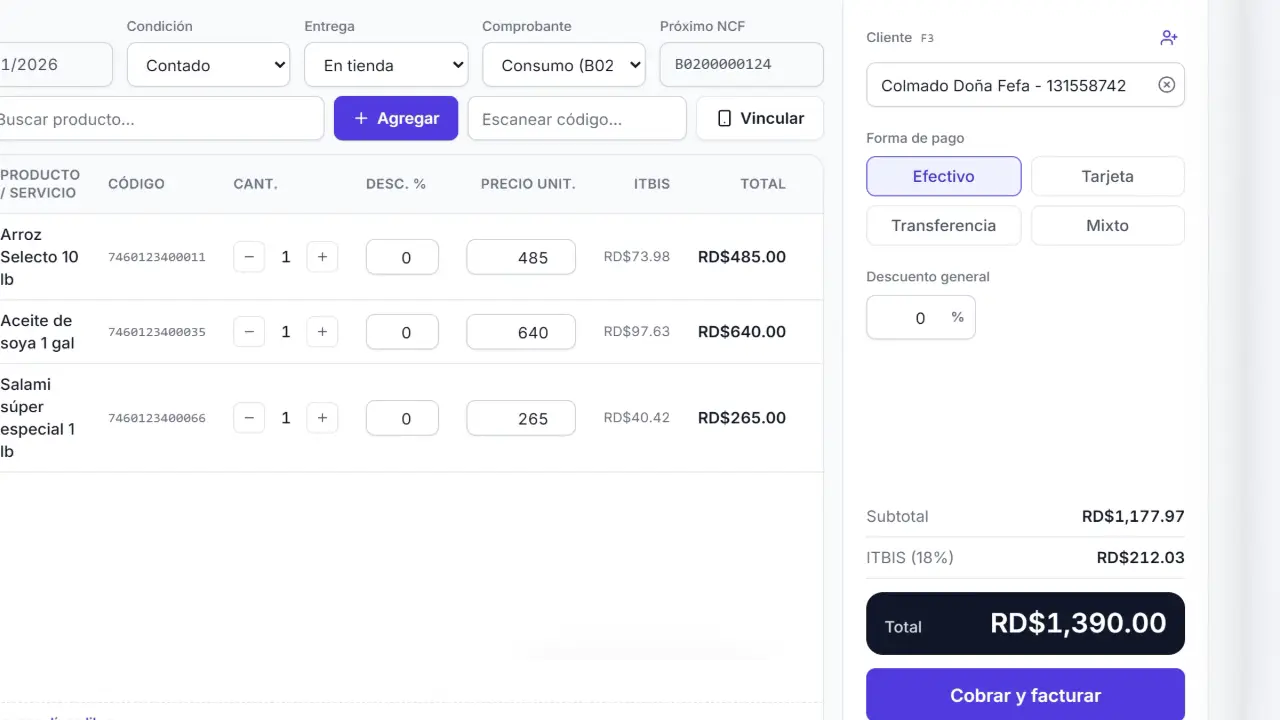 Condición
Entrega
Comprobante
Próximo NCF
1/2026
Contado
En tienda
Consumo (B02
B0200000124
Buscar producto...
+ Agregar
Escanear código...
Vincular
PRODUCTO
/ SERVICIO
CÓDIGO
CANT.
DESC. %
PRECIO UNIT.
ITBIS
TOTAL
Arroz
Selecto 10
lb
7460123400011
− 1 +
0
485
RD$73.98
RD$485.00
Aceite de
soya 1 gal
7460123400035
− 1 +
0
640
RD$97.63
RD$640.00
Salami
súper
especial 1
lb
7460123400066
− 1 +
0
265
RD$40.42
RD$265.00
Cliente F3
Colmado Doña Fefa - 131558742
Forma de pago
Efectivo
Tarjeta
Transferencia
Mixto
Descuento general
0 %
Subtotal RD$1,177.97
ITBIS (18%) RD$212.03
Total RD$1,390.00
Cobrar y facturar